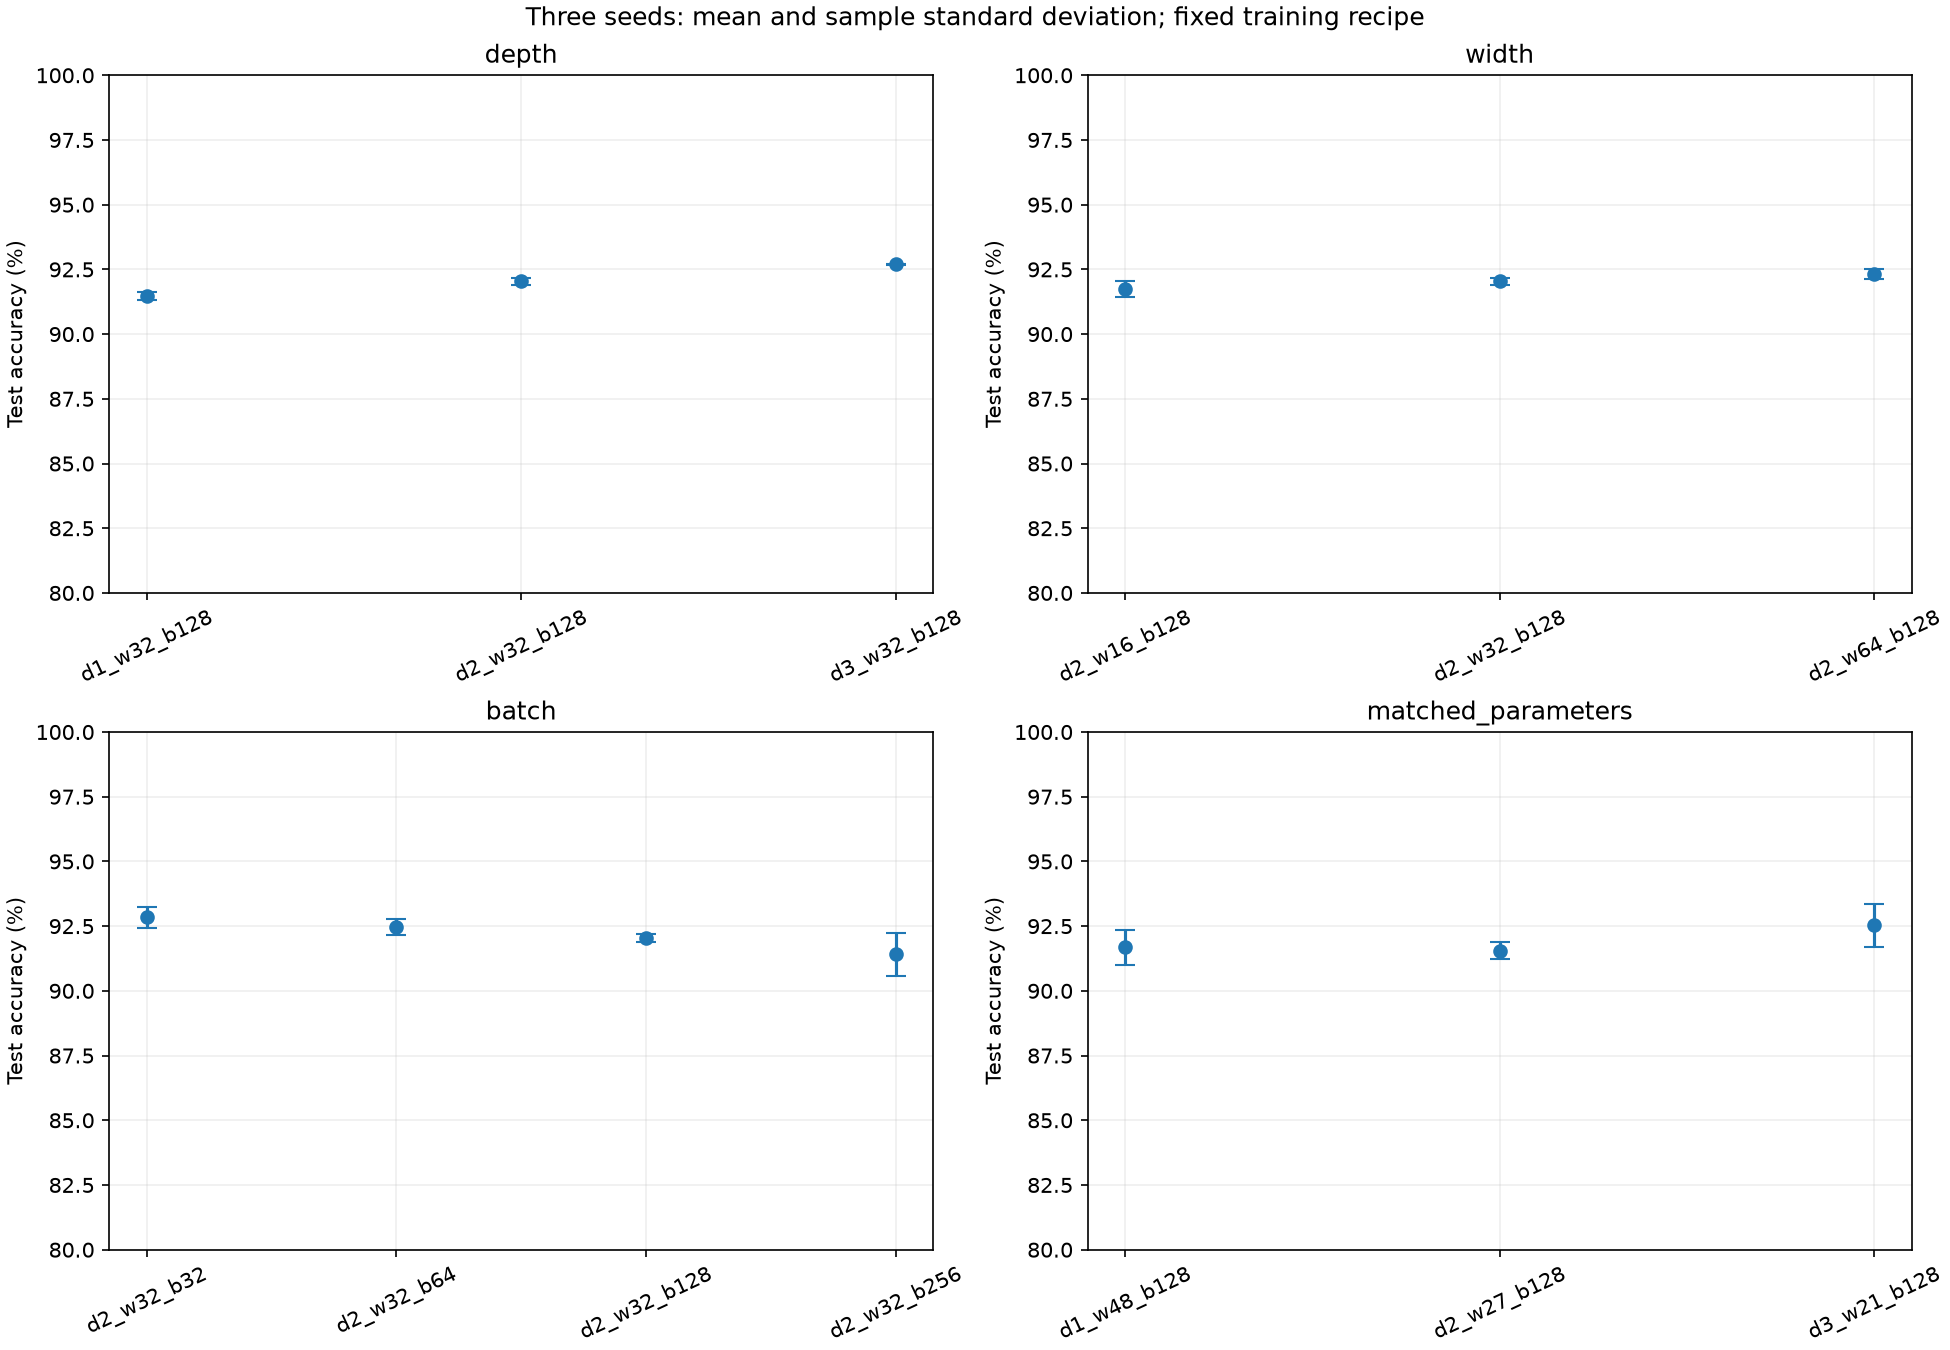 Three seeds: mean and sample standard deviation; fixed training recipe
depth
Test accuracy (%)
100.0
97.5
95.0
92.5
90.0
87.5
85.0
82.5
80.0
d1_w32_b128
d2_w32_b128
d3_w32_b128
width
Test accuracy (%)
100.0
97.5
95.0
92.5
90.0
87.5
85.0
82.5
80.0
d2_w16_b128
d2_w32_b128
d2_w64_b128
batch
Test accuracy (%)
100.0
97.5
95.0
92.5
90.0
87.5
85.0
82.5
80.0
d2_w32_b32
d2_w32_b64
d2_w32_b128
d2_w32_b256
matched_parameters
Test accuracy (%)
100.0
97.5
95.0
92.5
90.0
87.5
85.0
82.5
80.0
d1_w48_b128
d2_w27_b128
d3_w21_b128